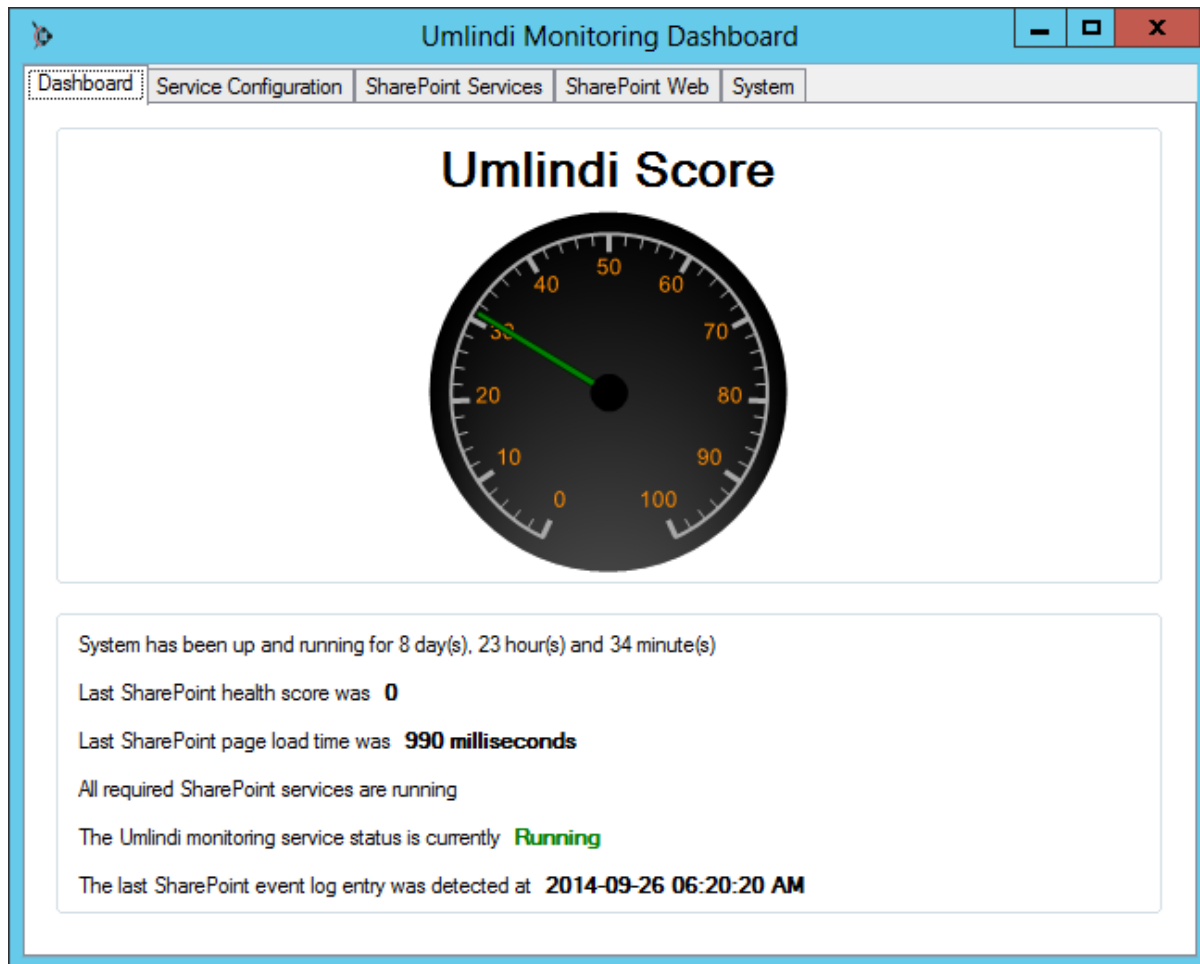 Umlindi Monitoring Dashboard
Dashboard Service Configuration SharePoint Services SharePoint Web System
Umlindi Score
50
40 60
30 70
20 80
10 90
0 100
System has been up and running for 8 day(s), 23 hour(s) and 34 minute(s)
Last SharePoint health score was 0
Last SharePoint page load time was 990 milliseconds
All required SharePoint services are running
The Umlindi monitoring service status is currently Running
The last SharePoint event log entry was detected at 2014-09-26 06:20:20 AM